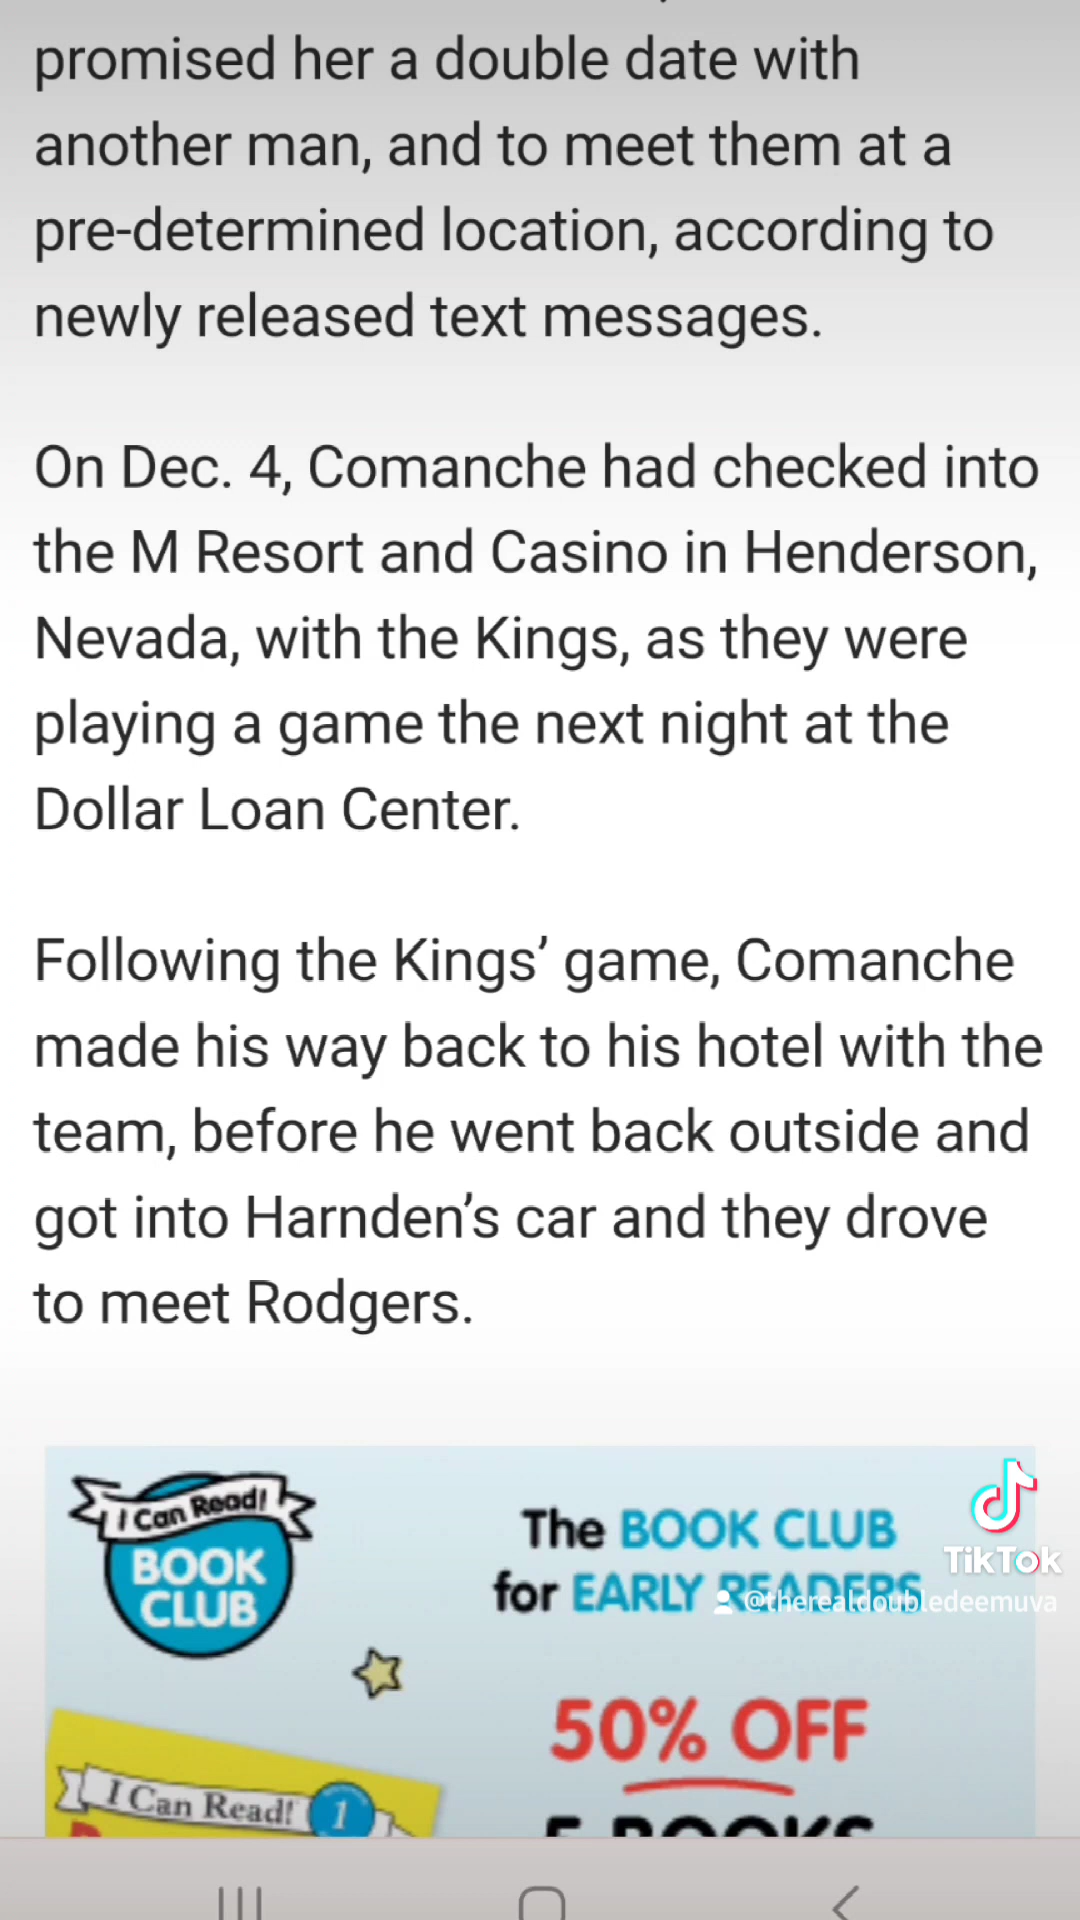 promised her a double date with
another man, and to meet them at a
pre-determined location, according to
newly released text messages.
On Dec. 4, Comanche had checked into
the M Resort and Casino in Henderson,
Nevada, with the Kings, as they were
playing a game the next night at the
Dollar Loan Center.
Following the Kings’ game, Comanche
made his way back to his hotel with the
team, before he went back outside and
got into Harnden’s car and they drove
to meet Rodgers.
I Can Read!
BOOK
CLUB
The BOOK CLUB
for EARLY READERS
TikTok
@therealdoubledeemuva
50% OFF
5 BOOKS
I Can Read! 1